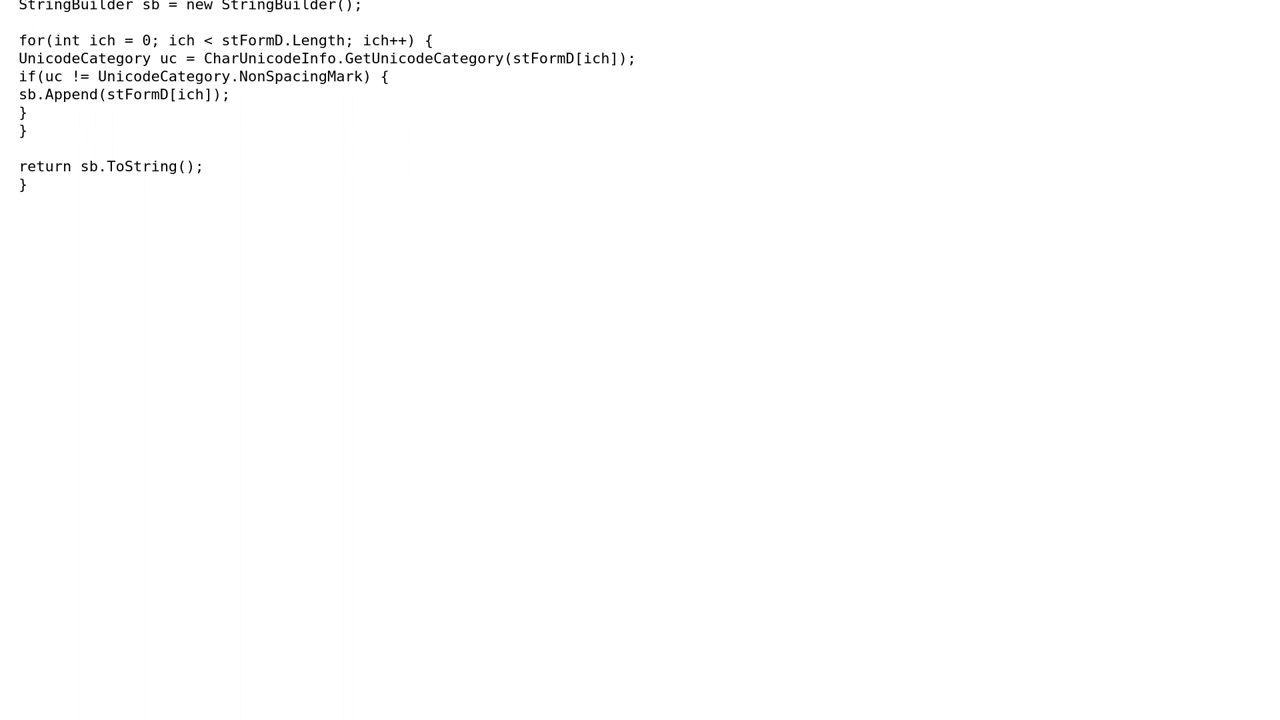 StringBuilder sb = new StringBuilder();
for(int ich = 0; ich < stFormD.Length; ich++) {
UnicodeCategory uc = CharUnicodeInfo.GetUnicodeCategory(stFormD[ich]);
if(uc != UnicodeCategory.NonSpacingMark) {
sb.Append(stFormD[ich]);
}
}
return sb.ToString();
}